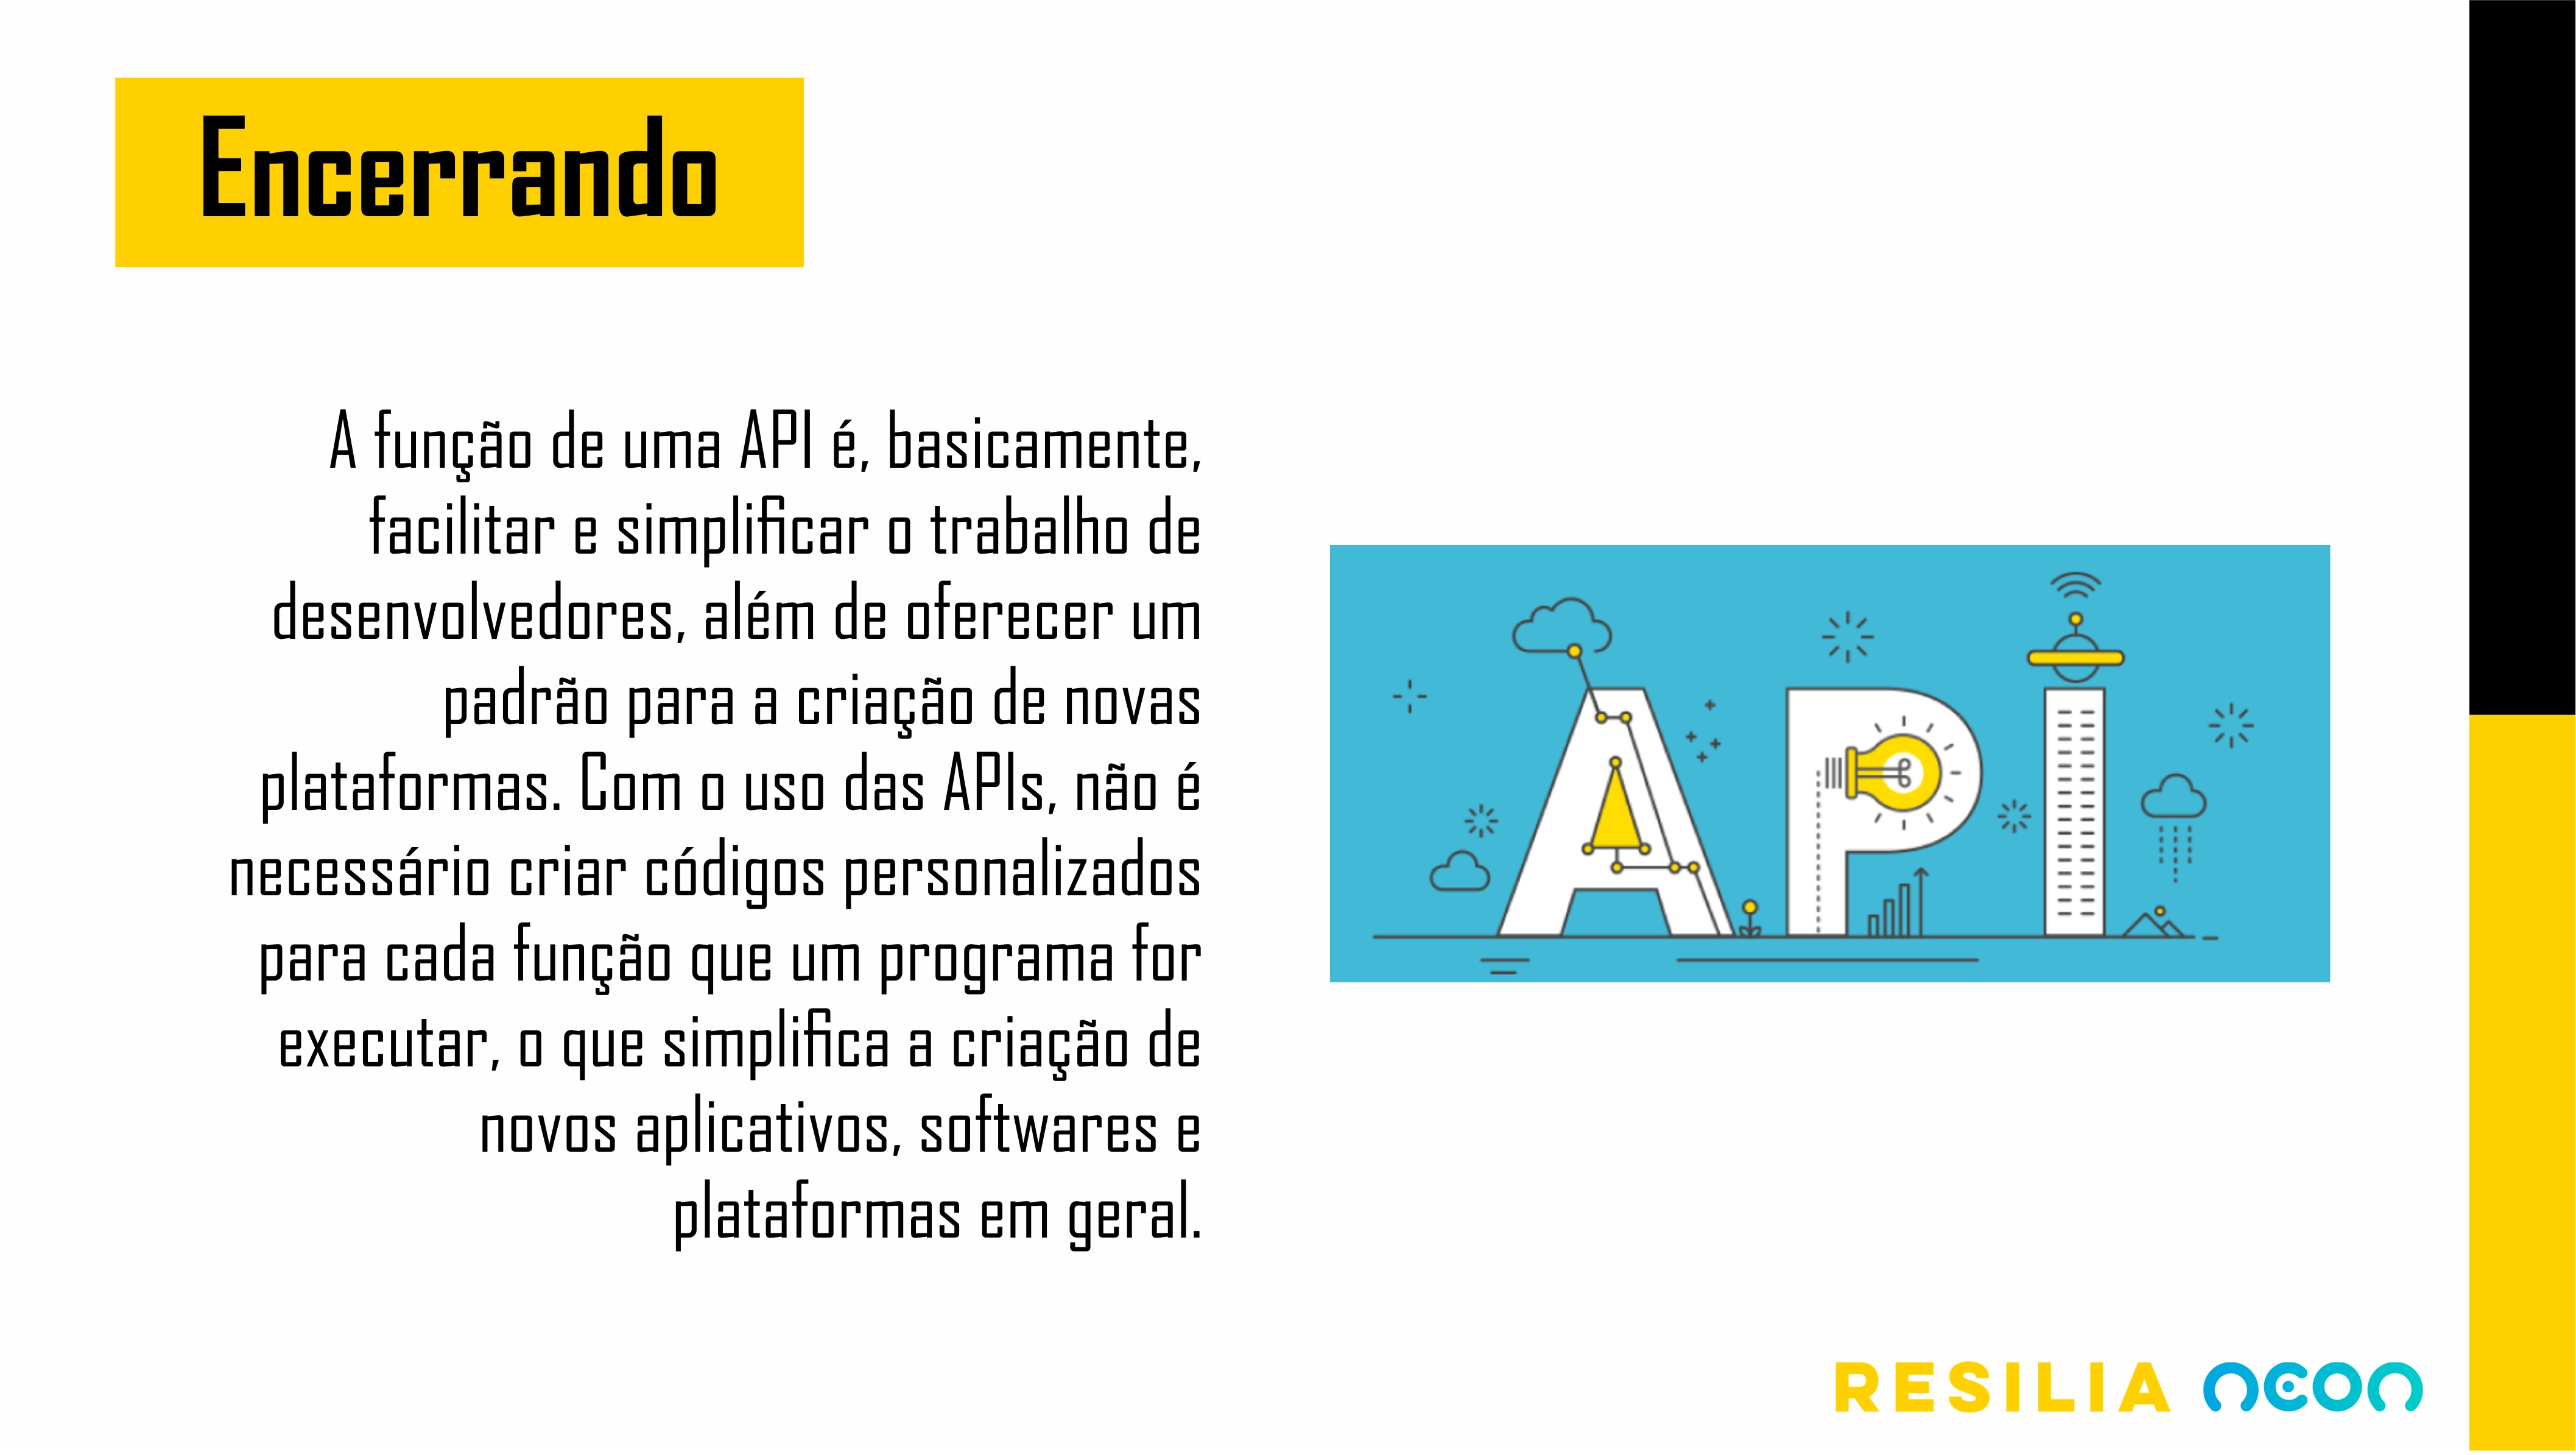 Encerrando
A função de uma API é, basicamente,
facilitar e simplificar o trabalho de
desenvolvedores, além de oferecer um
padrão para a criação de novas
plataformas. Com o uso das APIs, não é
necessário criar códigos personalizados
para cada função que um programa for
executar, o que simplifica a criação de
novos aplicativos, softwares e
plataformas em geral.
API
RESILIA neon